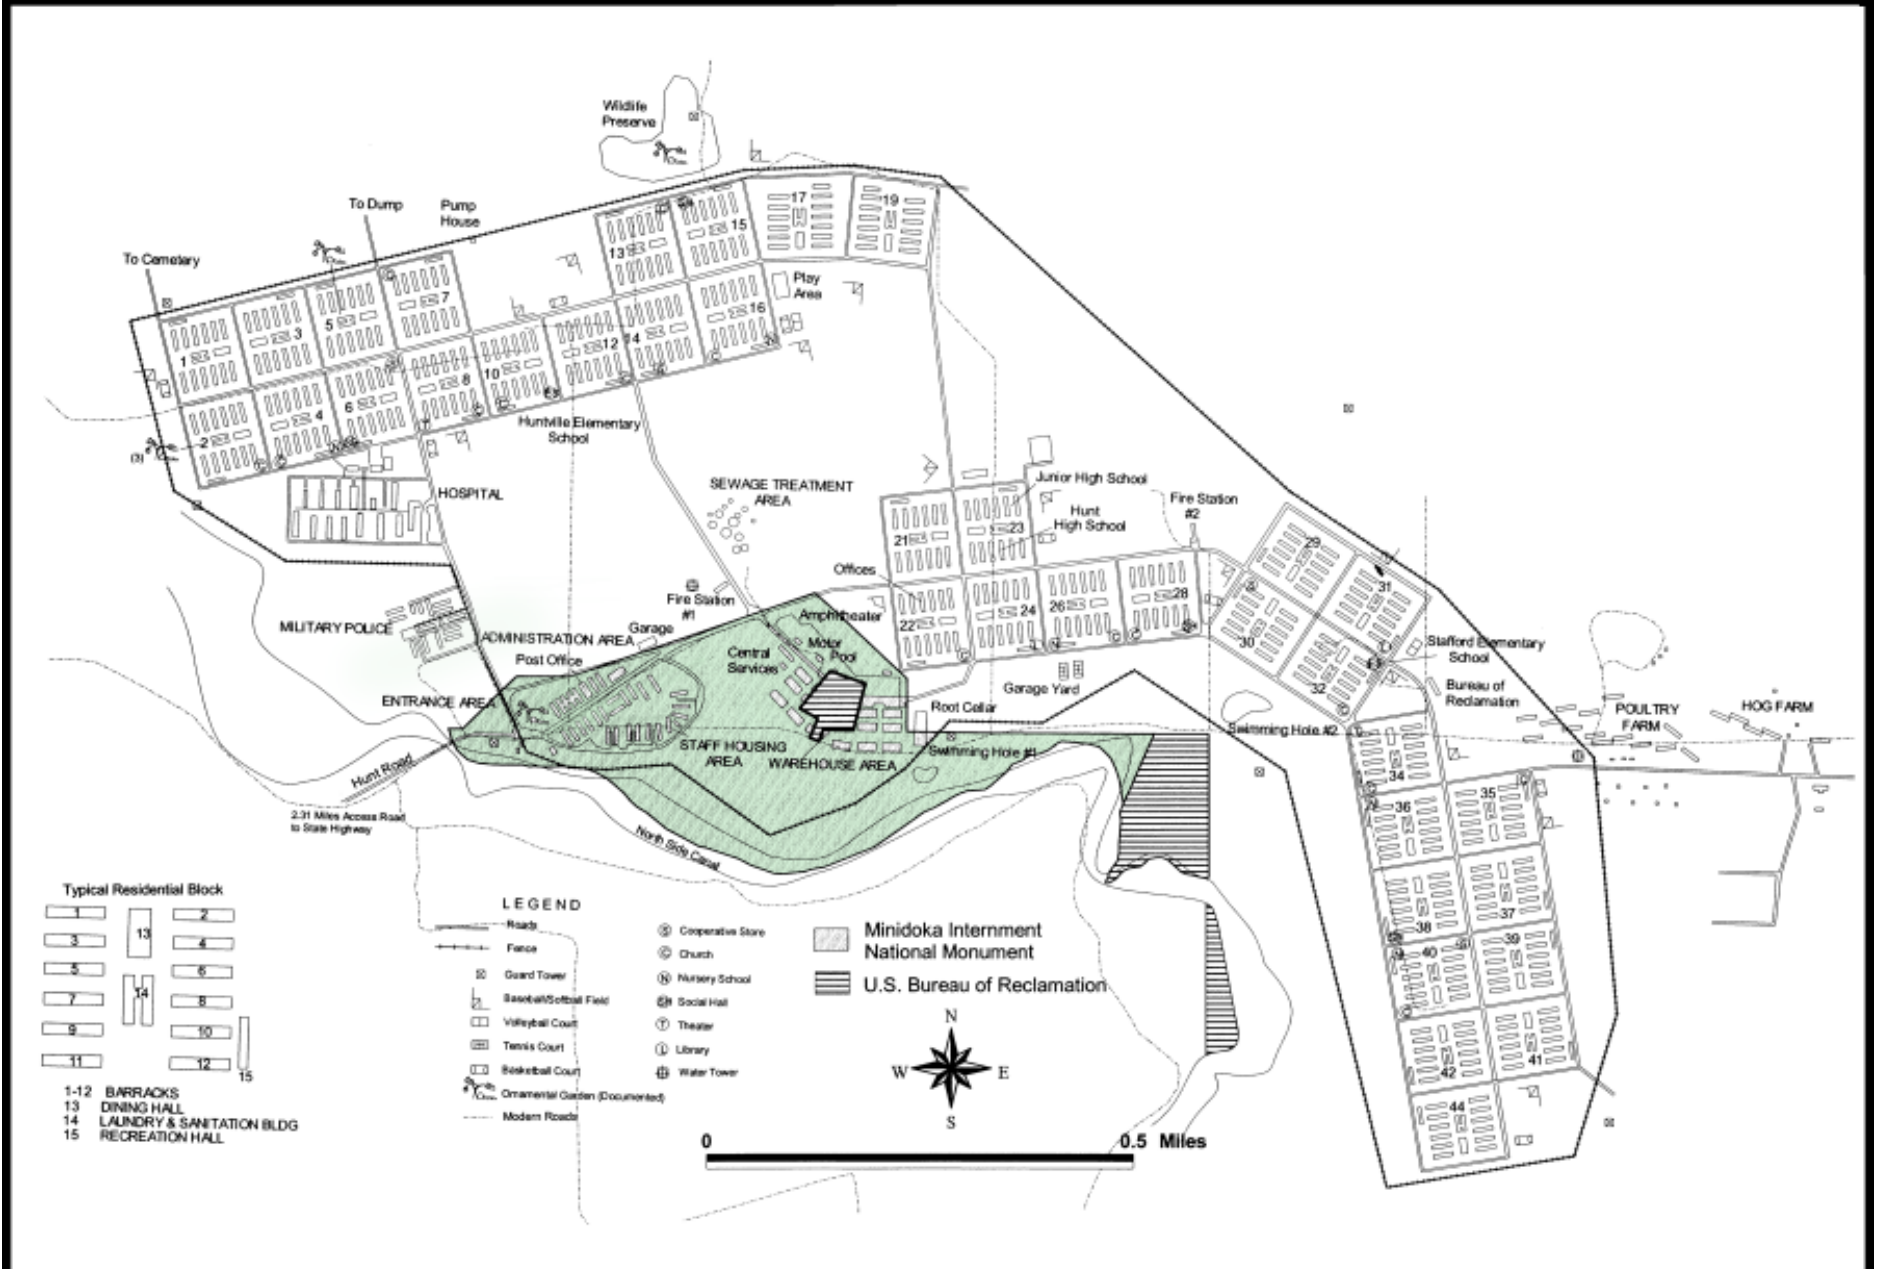 Wildlife
Preserve
To Dump
Pump
House
To Cemetery
17
19
15
13
7
5
3
1
16
14
12
10
8
6
4
2
Play
Area
(3)
Huntville Elementary
School
HOSPITAL
SEWAGE TREATMENT
AREA
Junior High School
Hunt
High School
Fire Station
#2
21
23
22
24
26
28
29
31
30
32
Offices
Fire Station
#1
Amphitheater
MILITARY POLICE
ADMINISTRATION AREA
Garage
Post Office
Central
Services
Motor
Pool
Stafford Elementary
School
Bureau of
Reclamation
Garage Yard
ENTRANCE AREA
Root Cellar
POULTRY
FARM
HOG FARM
Swimming Hole #2
Swimming Hole #1
STAFF HOUSING
AREA
WAREHOUSE AREA
Hunt Road
2.31 Miles Access Road
to State Highway
North Side Canal
34
36
35
38
37
40
39
42
41
44
Typical Residential Block
1
2
3
4
5
6
7
8
9
10
11
12
13
14
15
1-12 BARRACKS
13 DINING HALL
14 LAUNDRY & SANITATION BLDG
15 RECREATION HALL
LEGEND
Roads
Fence
Guard Tower
Baseball/Softball Field
Volleyball Court
Tennis Court
Basketball Court
Ornamental Garden (Documented)
Modern Roads
S Cooperative Store
C Church
N Nursery School
SH Social Hall
T Theater
L Library
Water Tower
Minidoka Internment
National Monument
U.S. Bureau of Reclamation
N
W
E
S
0
0.5 Miles